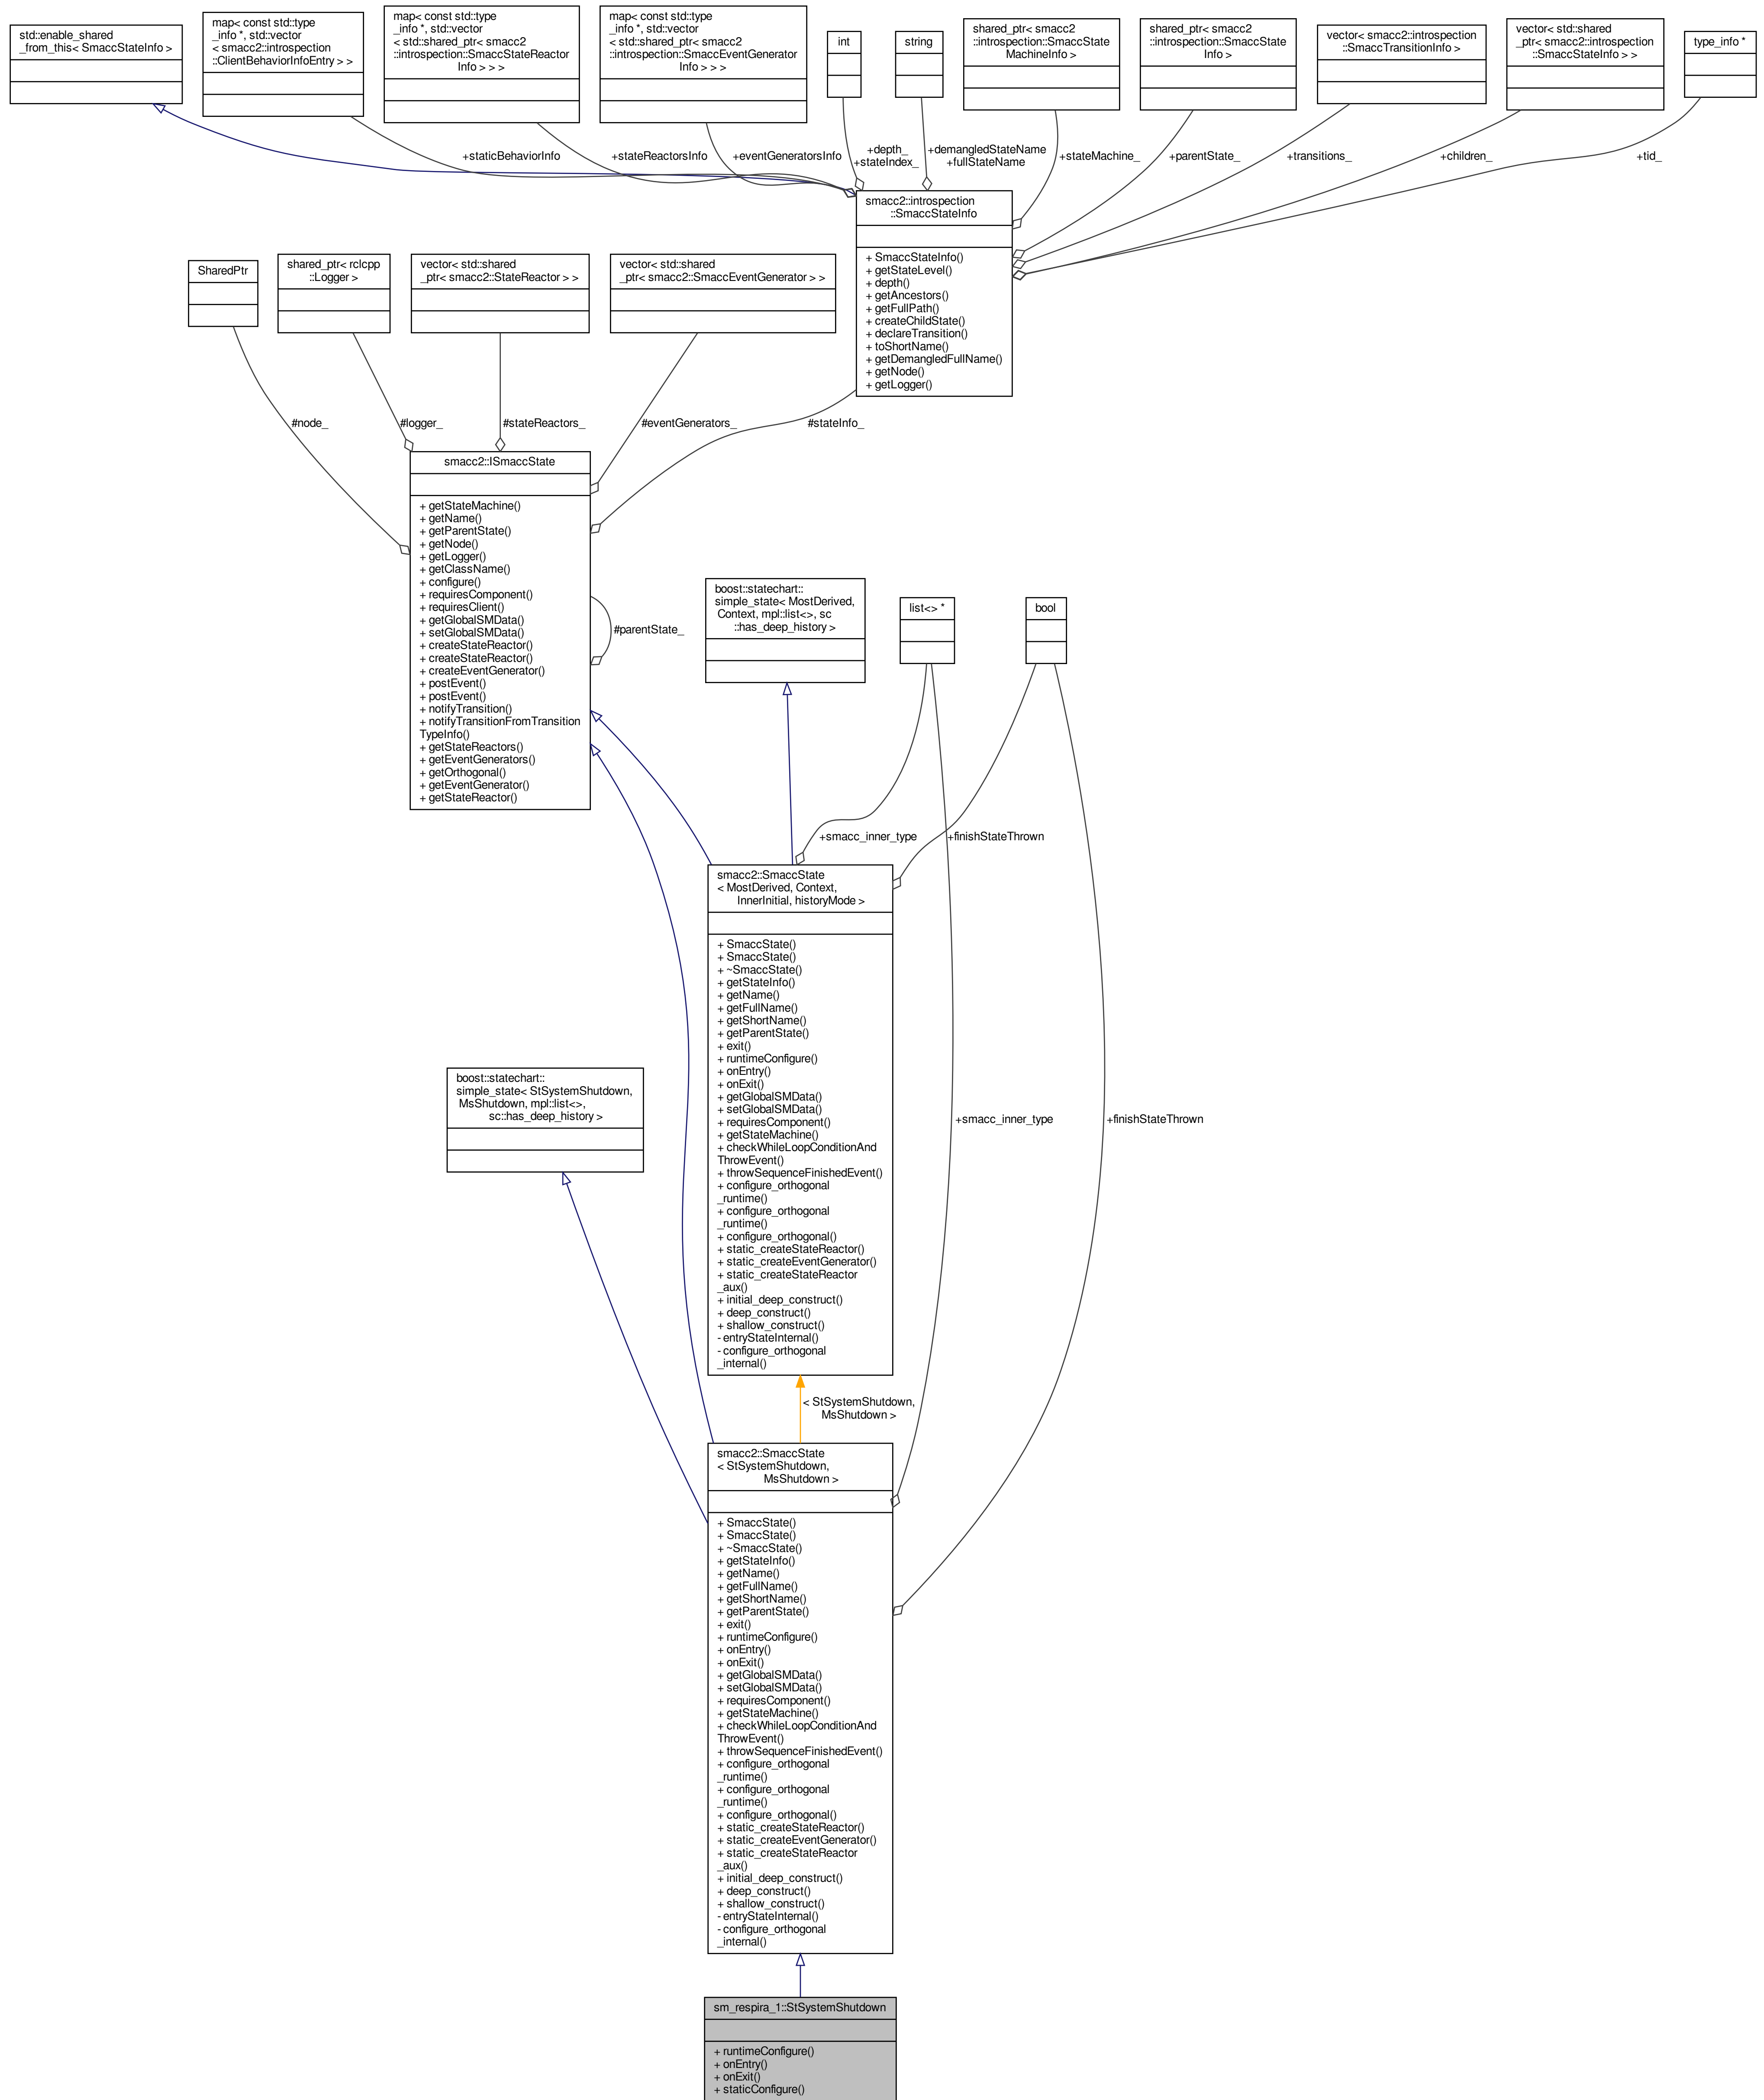 std::enable_shared
_from_this< SmaccStateInfo >
map< const std::type
_info *, std::vector
< smacc2::introspection
::ClientBehaviorInfoEntry > >
map< const std::type
_info *, std::vector
< std::shared_ptr< smacc2
::introspection::SmaccStateReactor
Info > > >
map< const std::type
_info *, std::vector
< std::shared_ptr< smacc2
::introspection::SmaccEventGenerator
Info > > >
int
string
shared_ptr< smacc2
::introspection::SmaccState
MachineInfo >
shared_ptr< smacc2
::introspection::SmaccState
Info >
vector< smacc2::introspection
::SmaccTransitionInfo >
vector< std::shared
_ptr< smacc2::introspection
::SmaccStateInfo > >
type_info *
+staticBehaviorInfo
+stateReactorsInfo
+eventGeneratorsInfo
+depth_
+stateIndex_
+demangledStateName
+fullStateName
+stateMachine_
+parentState_
+transitions_
+children_
+tid_
smacc2::introspection
::SmaccStateInfo
+ SmaccStateInfo()
+ getStateLevel()
+ depth()
+ getAncestors()
+ getFullPath()
+ createChildState()
+ declareTransition()
+ toShortName()
+ getDemangledFullName()
+ getNode()
+ getLogger()
SharedPtr
shared_ptr< rclcpp
::Logger >
vector< std::shared
_ptr< smacc2::StateReactor > >
vector< std::shared
_ptr< smacc2::SmaccEventGenerator > >
#node_
#logger_
#stateReactors_
#eventGenerators_
#stateInfo_
smacc2::ISmaccState
+ getStateMachine()
+ getName()
+ getParentState()
+ getNode()
+ getLogger()
+ getClassName()
+ configure()
+ requiresComponent()
+ requiresClient()
+ getGlobalSMData()
+ setGlobalSMData()
+ createStateReactor()
+ createStateReactor()
+ createEventGenerator()
+ postEvent()
+ postEvent()
+ notifyTransition()
+ notifyTransitionFromTransition
TypeInfo()
+ getStateReactors()
+ getEventGenerators()
+ getOrthogonal()
+ getEventGenerator()
+ getStateReactor()
#parentState_
boost::statechart::
simple_state< MostDerived,
Context, mpl::list<>, sc
::has_deep_history >
list<> *
bool
+smacc_inner_type
+finishStateThrown
smacc2::SmaccState
< MostDerived, Context,
InnerInitial, historyMode >
+ SmaccState()
+ SmaccState()
+ ~SmaccState()
+ getStateInfo()
+ getName()
+ getFullName()
+ getShortName()
+ getParentState()
+ exit()
+ runtimeConfigure()
+ onEntry()
+ onExit()
+ getGlobalSMData()
+ setGlobalSMData()
+ requiresComponent()
+ getStateMachine()
+ checkWhileLoopConditionAnd
ThrowEvent()
+ throwSequenceFinishedEvent()
+ configure_orthogonal
_runtime()
+ configure_orthogonal
_runtime()
+ configure_orthogonal()
+ static_createStateReactor()
+ static_createEventGenerator()
+ static_createStateReactor
_aux()
+ initial_deep_construct()
+ deep_construct()
+ shallow_construct()
- entryStateInternal()
- configure_orthogonal
_internal()
boost::statechart::
simple_state< StSystemShutdown,
MsShutdown, mpl::list<>,
sc::has_deep_history >
+smacc_inner_type
+finishStateThrown
< StSystemShutdown,
MsShutdown >
smacc2::SmaccState
< StSystemShutdown,
MsShutdown >
+ SmaccState()
+ SmaccState()
+ ~SmaccState()
+ getStateInfo()
+ getName()
+ getFullName()
+ getShortName()
+ getParentState()
+ exit()
+ runtimeConfigure()
+ onEntry()
+ onExit()
+ getGlobalSMData()
+ setGlobalSMData()
+ requiresComponent()
+ getStateMachine()
+ checkWhileLoopConditionAnd
ThrowEvent()
+ throwSequenceFinishedEvent()
+ configure_orthogonal
_runtime()
+ configure_orthogonal
_runtime()
+ configure_orthogonal()
+ static_createStateReactor()
+ static_createEventGenerator()
+ static_createStateReactor
_aux()
+ initial_deep_construct()
+ deep_construct()
+ shallow_construct()
- entryStateInternal()
- configure_orthogonal
_internal()
sm_respira_1::StSystemShutdown
+ runtimeConfigure()
+ onEntry()
+ onExit()
+ staticConfigure()